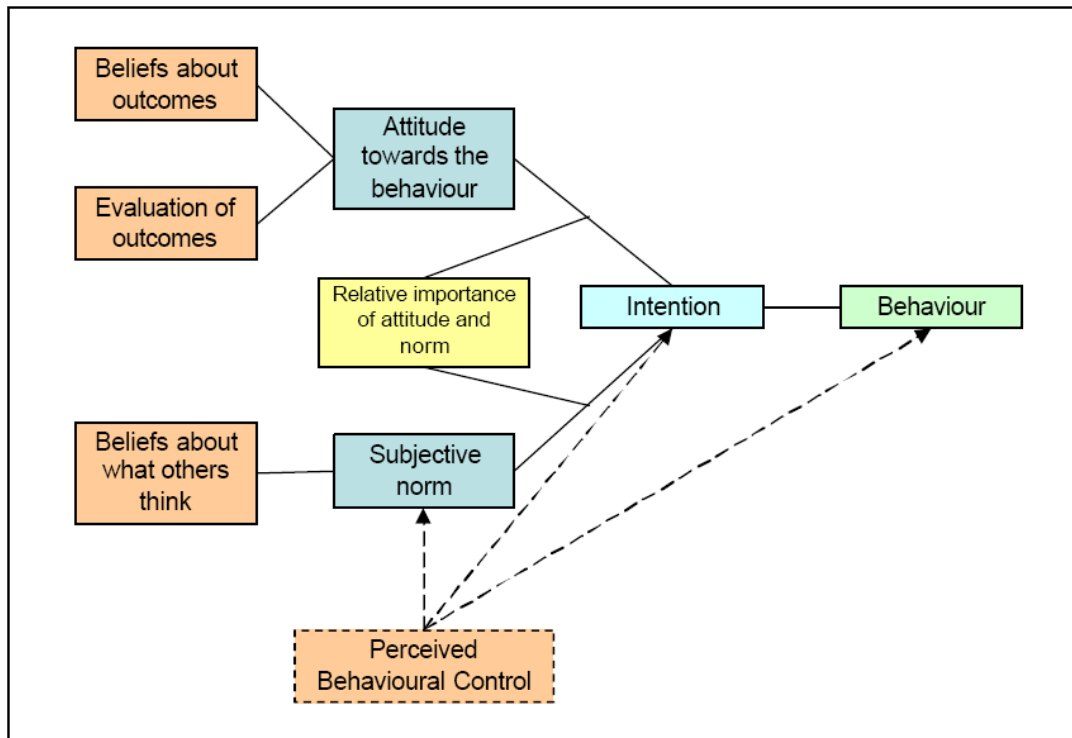 Beliefs about
outcomes
Attitude
towards the
behaviour
Evaluation of
outcomes
Relative importance
of attitude and
norm
Intention
Behaviour
Beliefs about
what others
think
Subjective
norm
Perceived
Behavioural Control